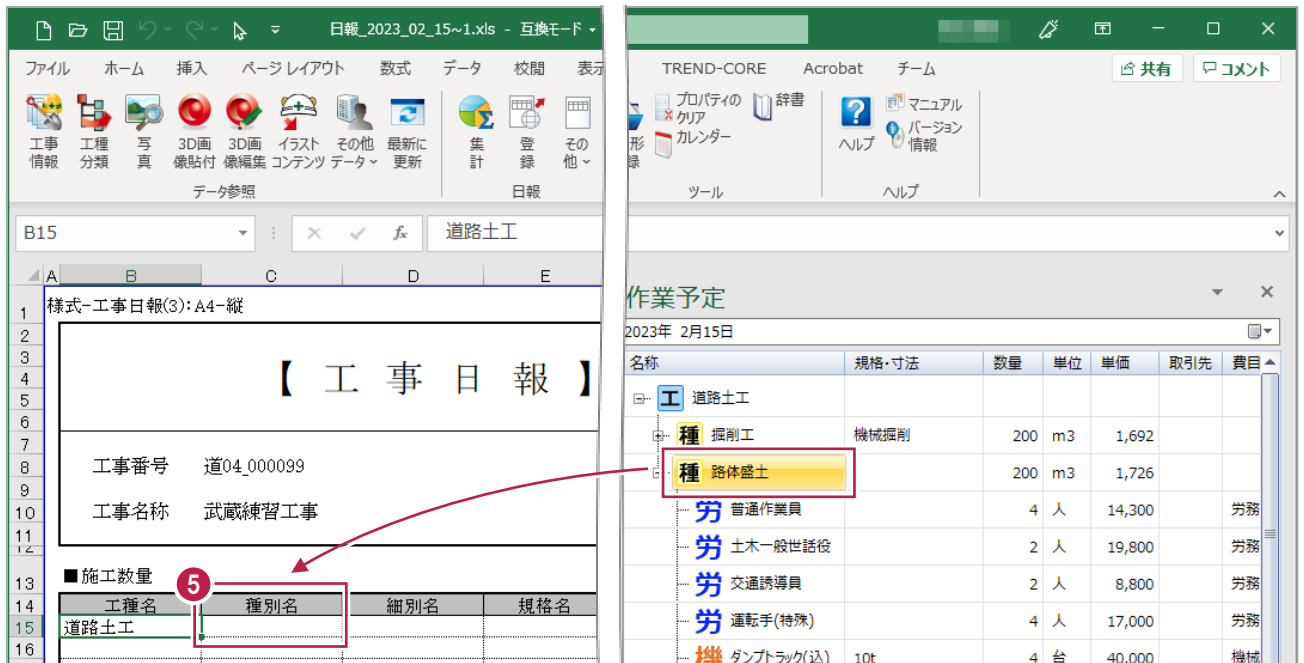 日報_2023_02_15~1.xls - 互換モード
ファイル ホーム 挿入 ページ レイアウト 数式 データ 校閲 表示
TREND-CORE Acrobat チーム
共有 コメント
工事情報
工種分類
写真
3D画像貼付
3D画像編集
イラストコンテンツ
その他データ
最新に更新
集計
登録
その他
データ参照
日報
プロパティのクリア
カレンダー
辞書
ヘルプ
マニュアル
バージョン情報
ツール
ヘルプ
B15
fx
道路土工
A B C D E
1 様式-工事日報(3):A4-縦
2
3
4 【 工 事 日 報 】
5
6
7
8 工事番号 道04_000099
9
10 工事名称 武蔵練習工事
11
12
13 ■施工数量
5
14 工種名 種別名 細別名 規格名
15 道路土工
16
作業予定
2023年 2月15日
名称 規格・寸法 数量 単位 単価 取引先 費目
工 道路土工
種 掘削工 機械掘削 200 m3 1,692
種 路体盛土 200 m3 1,726
労 普通作業員 4 人 14,300 労務
労 土木一般世話役 2 人 19,800 労務
労 交通誘導員 2 人 8,800 労務
労 運転手(特殊) 4 人 17,000 労務
機 ダンプトラック(込) 10t 4 台 40,000 機械